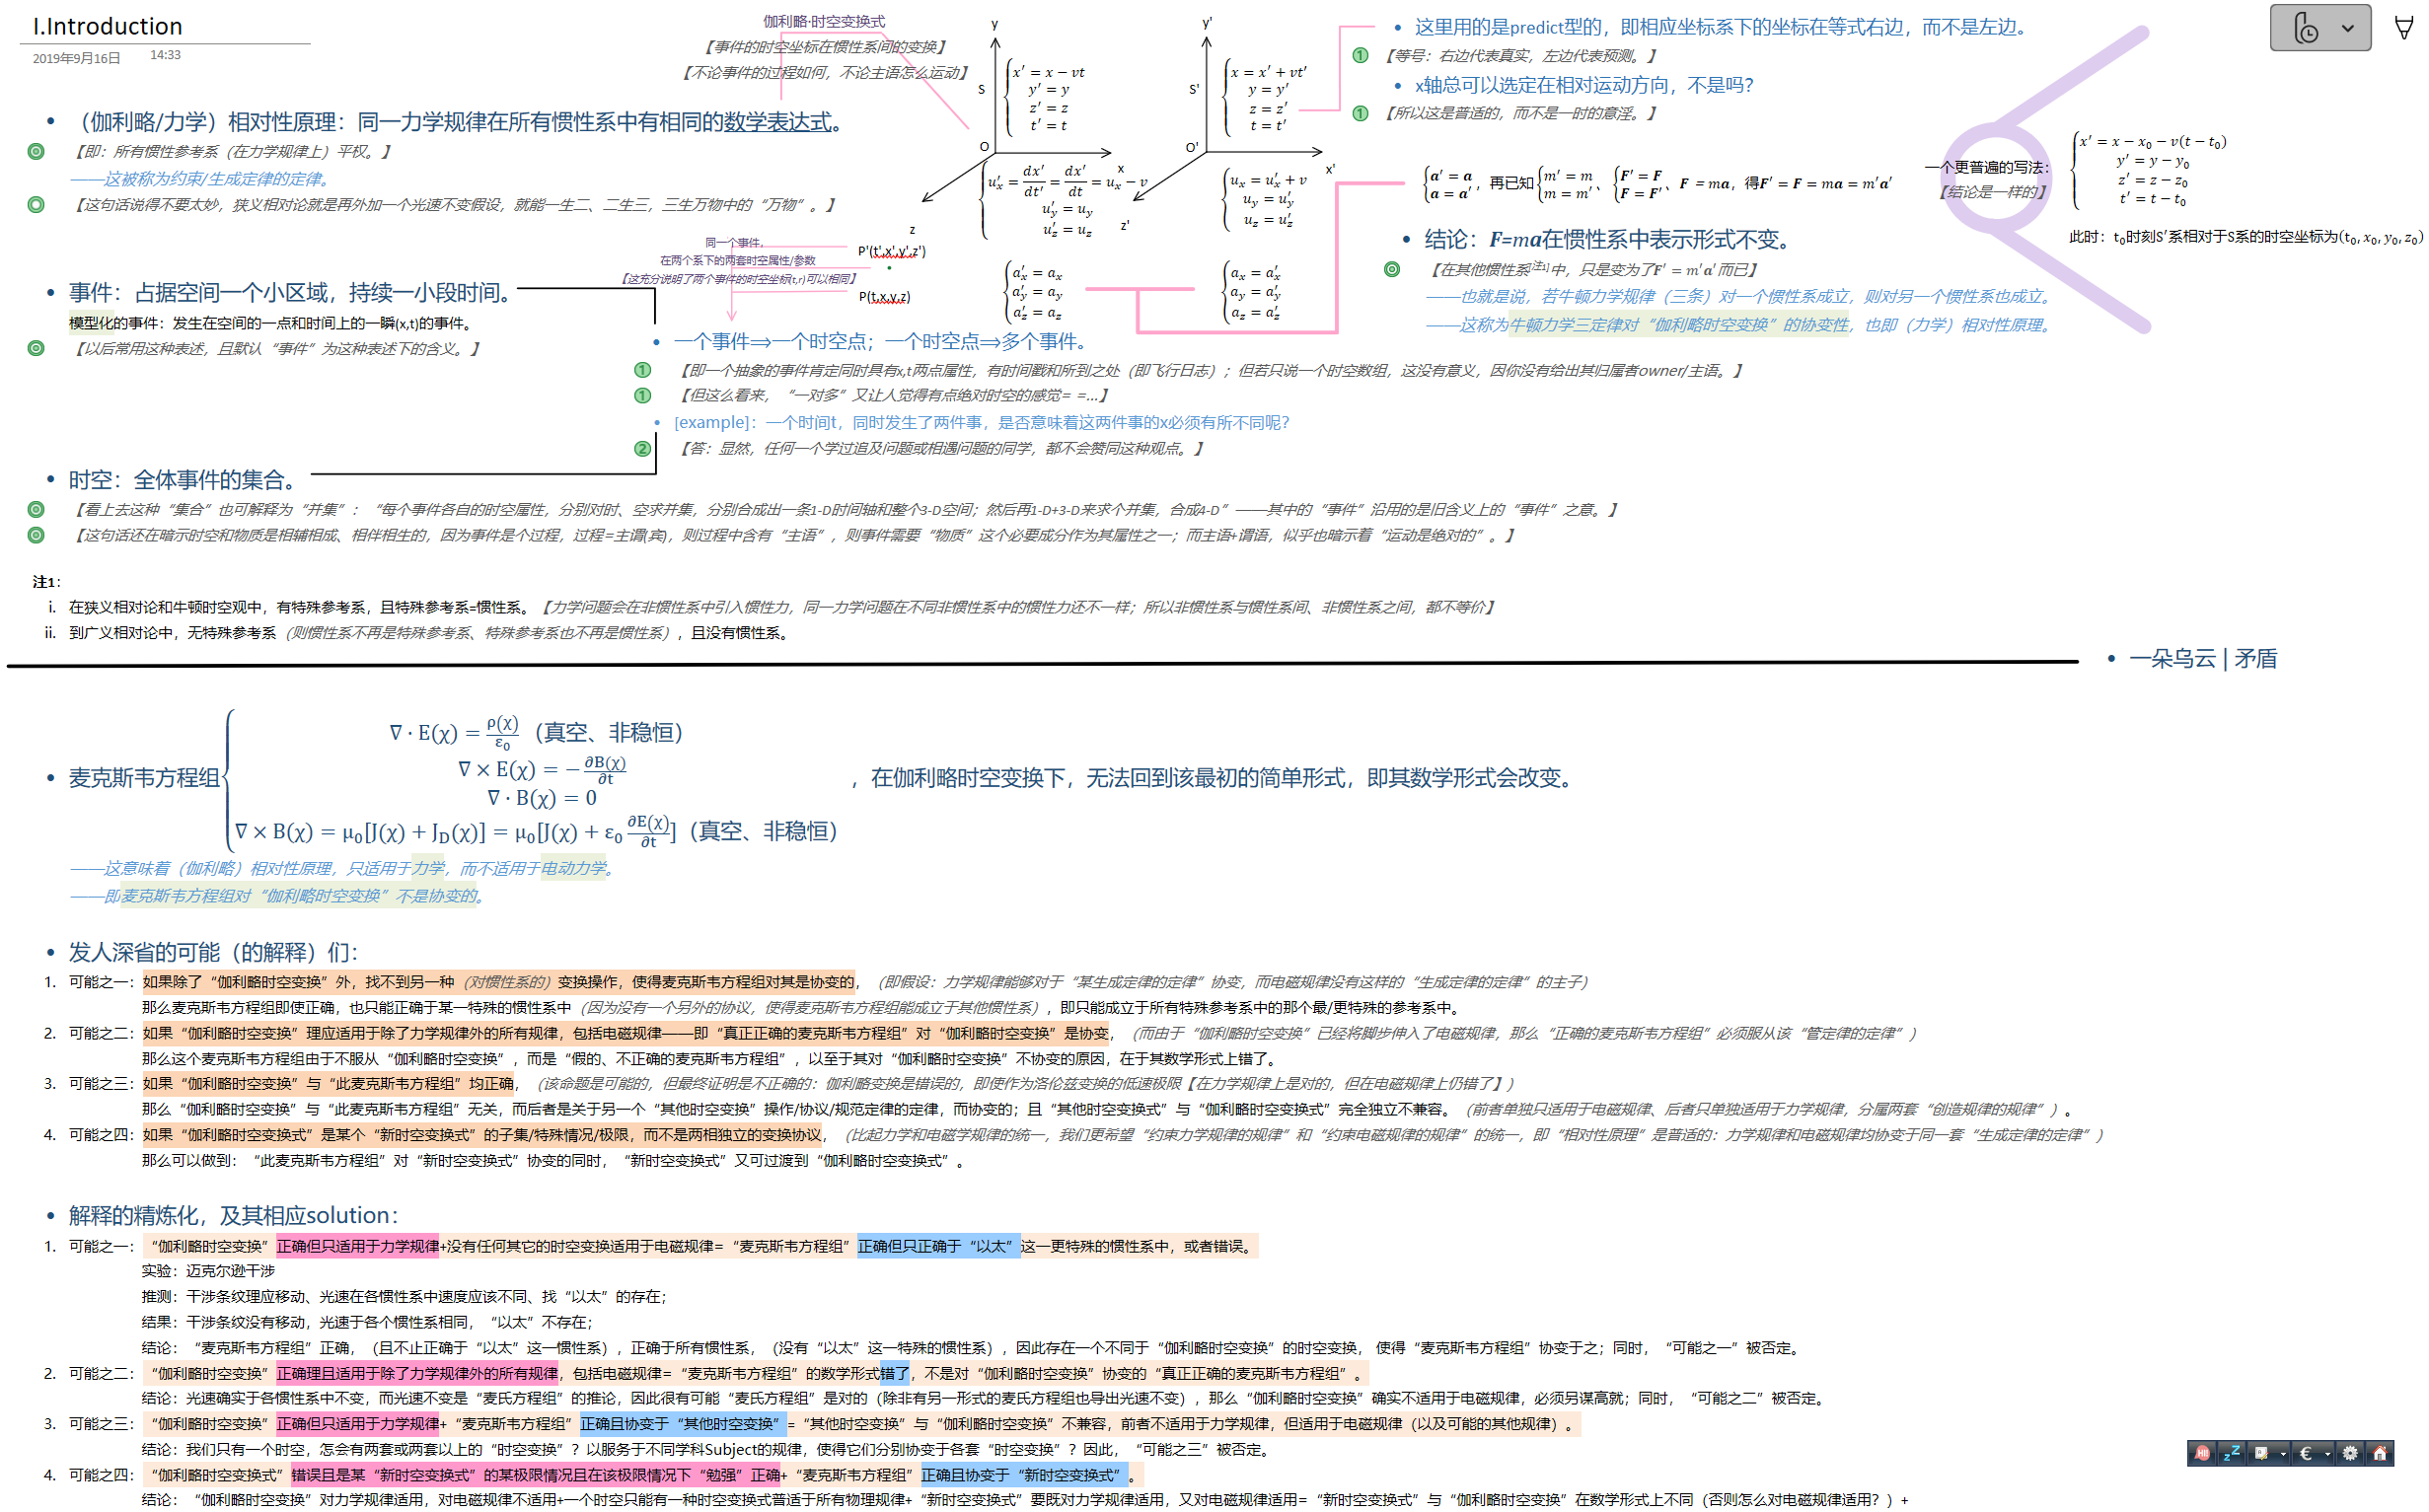 I.Introduction
2019年9月16日 14:33
伽利略·时空变换式
【事件的时空坐标在惯性系间的变换】
【不论事件的过程如何，不论主语怎么运动】
• （伽利略/力学）相对性原理：同一力学规律在所有惯性系中有相同的数学表达式。
【即：所有惯性参考系（在力学规律上）平权。】
——这被称为约束/生成定律的定律。
【这句话说得不要太妙，狭义相对论就是再外加一个光速不变假设，就能一生二、二生三，三生万物中的“万物”。】
y
S
x′ = x − vt
y′ = y
z′ = z
t′ = t
O
x
z
u′x = dx′/dt′ = dx′/dt = ux − v
u′y = uy
u′z = uz
a′x = ax
a′y = ay
a′z = az
y'
S'
x = x′ + vt′
y = y′
z = z′
t = t′
O'
x'
z'
ux = u′x + v
uy = u′y
uz = u′z
ax = a′x
ay = a′y
az = a′z
同一个事件,
在两个系下的两套时空属性/参数
【这充分说明了两个事件的时空坐标(t,r)可以相同】
P'(t',x',y',z')
P(t,x,y,z)
• 这里用的是predict型的，即相应坐标系下的坐标在等式右边，而不是左边。
1 【等号：右边代表真实，左边代表预测。】
• x轴总可以选定在相对运动方向，不是吗？
1 【所以这是普适的，而不是一时的意淫。】
{a′ = a
a = a′，再已知{m′ = m
m = m′、{F′ = F
F = F′、F = ma，得F′ = F = ma = m′a′
一个更普遍的写法：
【结论是一样的】
x′ = x − x0 − v(t − t0)
y′ = y − y0
z′ = z − z0
t′ = t − t0
此时：t0时刻S′系相对于S系的时空坐标为(t0, x0, y0, z0)
• 结论：F=ma在惯性系中表示形式不变。
【在其他惯性系[注1]中，只是变为了F′ = m′a′而已】
——也就是说，若牛顿力学规律（三条）对一个惯性系成立，则对另一个惯性系也成立。
——这称为牛顿力学三定律对“伽利略时空变换”的协变性，也即（力学）相对性原理。
• 事件：占据空间一个小区域，持续一小段时间。
模型化的事件：发生在空间的一点和时间上的一瞬(x,t)的事件。
【以后常用这种表述，且默认“事件”为这种表述下的含义。】
• 一个事件⟹一个时空点；一个时空点⟹多个事件。
1 【即一个抽象的事件肯定同时具有x,t两点属性，有时间戳和所到之处（即飞行日志）；但若只说一个时空数组，这没有意义，因你没有给出其归属者owner/主语。】
1 【但这么看来，“一对多”又让人觉得有点绝对时空的感觉= =...】
• [example]：一个时间t，同时发生了两件事，是否意味着这两件事的x必须有所不同呢？
2 【答：显然，任何一个学过追及问题或相遇问题的同学，都不会赞同这种观点。】
• 时空：全体事件的集合。
【看上去这种“集合”也可解释为“并集”：“每个事件各自的时空属性，分别对时、空求并集，分别合成出一条1-D时间轴和整个3-D空间；然后再1-D+3-D来求个并集，合成4-D”——其中的“事件”沿用的是旧含义上的“事件”之意。】
【这句话还在暗示时空和物质是相辅相成、相伴相生的，因为事件是个过程，过程=主谓(宾)，则过程中含有“主语”，则事件需要“物质”这个必要成分作为其属性之一；而主语+谓语，似乎也暗示着“运动是绝对的”。】
注1：
i. 在狭义相对论和牛顿时空观中，有特殊参考系，且特殊参考系=惯性系。【力学问题会在非惯性系中引入惯性力，同一力学问题在不同非惯性系中的惯性力还不一样；所以非惯性系与惯性系间、非惯性系之间，都不等价】
ii. 到广义相对论中，无特殊参考系（则惯性系不再是特殊参考系、特殊参考系也不再是惯性系），且没有惯性系。
• 一朵乌云 | 矛盾
∇ · E(χ) = ρ(χ)/ε0（真空、非稳恒）
∇ × E(χ) = −∂B(χ)/∂t
• 麦克斯韦方程组 ，在伽利略时空变换下，无法回到该最初的简单形式，即其数学形式会改变。
∇ · B(χ) = 0
∇ × B(χ) = μ0[J(χ) + JD(χ)] = μ0[J(χ) + ε0 ∂E(χ)/∂t]（真空、非稳恒）
——这意味着（伽利略）相对性原理，只适用于力学，而不适用于电动力学。
——即麦克斯韦方程组对“伽利略时空变换”不是协变的。
• 发人深省的可能（的解释）们：
1. 可能之一：如果除了“伽利略时空变换”外，找不到另一种（对惯性系的）变换操作，使得麦克斯韦方程组对其是协变的，（即假设：力学规律能够对于“某生成定律的定律”协变，而电磁规律没有这样的“生成定律的定律”的主子）
那么麦克斯韦方程组即使正确，也只能正确于某一特殊的惯性系中（因为没有一个另外的协议，使得麦克斯韦方程组能成立于其他惯性系），即只能成立于所有特殊参考系中的那个最/更特殊的参考系中。
2. 可能之二：如果“伽利略时空变换”理应适用于除了力学规律外的所有规律，包括电磁规律——即“真正正确的麦克斯韦方程组”对“伽利略时空变换”是协变，（而由于“伽利略时空变换”已经将脚步伸入了电磁规律，那么“正确的麦克斯韦方程组”必须服从该“管定律的定律”）
那么这个麦克斯韦方程组由于不服从“伽利略时空变换”，而是“假的、不正确的麦克斯韦方程组”，以至于其对“伽利略时空变换”不协变的原因，在于其数学形式上错了。
3. 可能之三：如果“伽利略时空变换”与“此麦克斯韦方程组”均正确，（该命题是可能的，但最终证明是不正确的：伽利略变换是错误的，即使作为洛伦兹变换的低速极限【在力学规律上是对的，但在电磁规律上仍错了】）
那么“伽利略时空变换”与“此麦克斯韦方程组”无关，而后者是关于另一个“其他时空变换”操作/协议/规范定律的定律，而协变的；且“其他时空变换式”与“伽利略时空变换式”完全独立不兼容。（前者单独只适用于电磁规律、后者只单独适用于力学规律，分属两套“创造规律的规律”）。
4. 可能之四：如果“伽利略时空变换式”是某个“新时空变换式”的子集/特殊情况/极限，而不是两相独立的变换协议，（比起力学和电磁学规律的统一，我们更希望“约束力学规律的规律”和“约束电磁规律的规律”的统一，即“相对性原理”是普适的：力学规律和电磁规律均协变于同一套“生成定律的定律”）
那么可以做到：“此麦克斯韦方程组”对“新时空变换式”协变的同时，“新时空变换式”又可过渡到“伽利略时空变换式”。
• 解释的精炼化，及其相应solution：
1. 可能之一：“伽利略时空变换”正确但只适用于力学规律+没有任何其它的时空变换适用于电磁规律=“麦克斯韦方程组”正确但只正确于“以太”这一更特殊的惯性系中，或者错误。
实验：迈克尔逊干涉
推测：干涉条纹理应移动、光速在各惯性系中速度应该不同、找“以太”的存在；
结果：干涉条纹没有移动，光速于各个惯性系相同，“以太”不存在；
结论：“麦克斯韦方程组”正确，（且不止正确于“以太”这一惯性系），正确于所有惯性系，（没有“以太”这一特殊的惯性系），因此存在一个不同于“伽利略时空变换”的时空变换，使得“麦克斯韦方程组”协变于之；同时，“可能之一”被否定。
2. 可能之二：“伽利略时空变换”正确理且适用于除了力学规律外的所有规律，包括电磁规律=“麦克斯韦方程组”的数学形式错了，不是对“伽利略时空变换”协变的“真正正确的麦克斯韦方程组”。
结论：光速确实于各惯性系中不变，而光速不变是“麦氏方程组”的推论，因此很有可能“麦氏方程组”是对的（除非有另一形式的麦氏方程组也导出光速不变），那么“伽利略时空变换”确实不适用于电磁规律，必须另谋高就；同时，“可能之二”被否定。
3. 可能之三：“伽利略时空变换”正确但只适用于力学规律+“麦克斯韦方程组”正确且协变于“其他时空变换”=“其他时空变换”与“伽利略时空变换”不兼容，前者不适用于力学规律，但适用于电磁规律（以及可能的其他规律）。
结论：我们只有一个时空，怎会有两套或两套以上的“时空变换”？以服务于不同学科Subject的规律，使得它们分别协变于各套“时空变换”？因此，“可能之三”被否定。
4. 可能之四：“伽利略时空变换式”错误且是某“新时空变换式”的某极限情况且在该极限情况下“勉强”正确+“麦克斯韦方程组”正确且协变于“新时空变换式”。
结论：“伽利略时空变换”对力学规律适用，对电磁规律不适用+一个时空只能有一种时空变换式普适于所有物理规律+“新时空变换式”要既对力学规律适用，又对电磁规律适用=“新时空变换式”与“伽利略时空变换”在数学形式上不同（否则怎么对电磁规律适用？）+